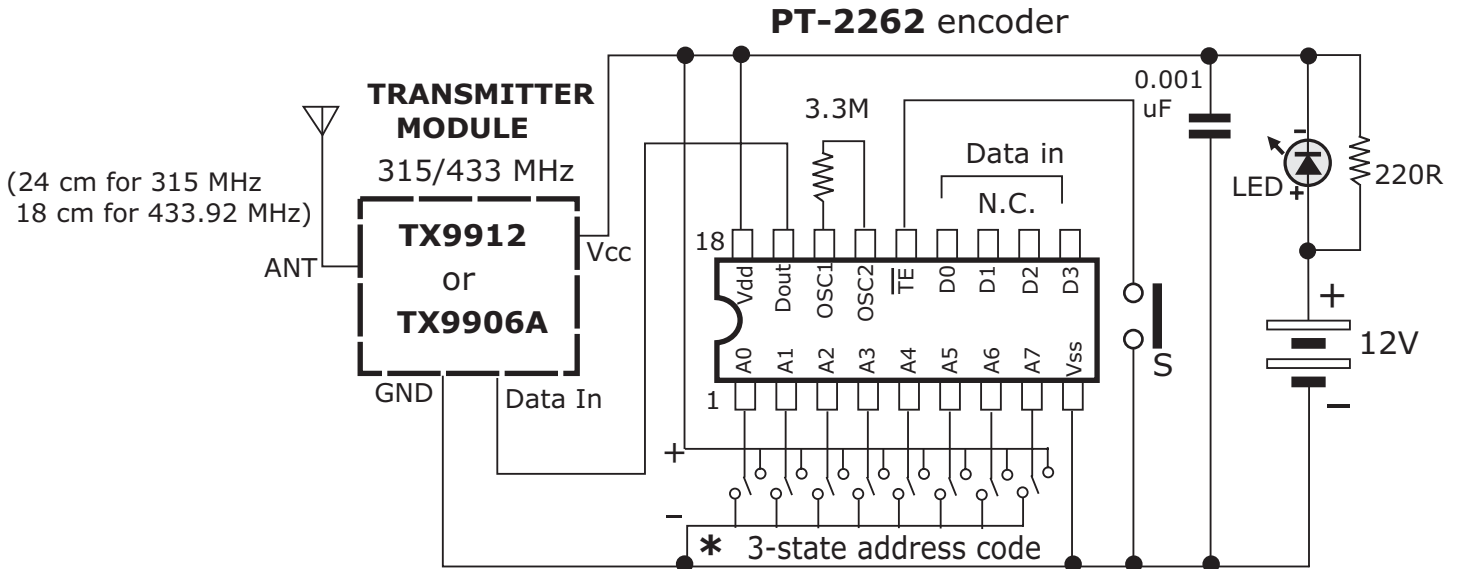 PT-2262 encoder
TRANSMITTER
MODULE
315/433 MHz
(24 cm for 315 MHz
18 cm for 433.92 MHz)
ANT
TX9912
or
TX9906A
Vcc
GND
Data In
3.3M
0.001
uF
Data in
N.C.
18
Vdd
Dout
OSC1
OSC2
TE
D0
D1
D2
D3
A0
A1
A2
A3
A4
A5
A6
A7
Vss
1
S
-
LED +
220R
+
12V
–
+
–
* 3-state address code